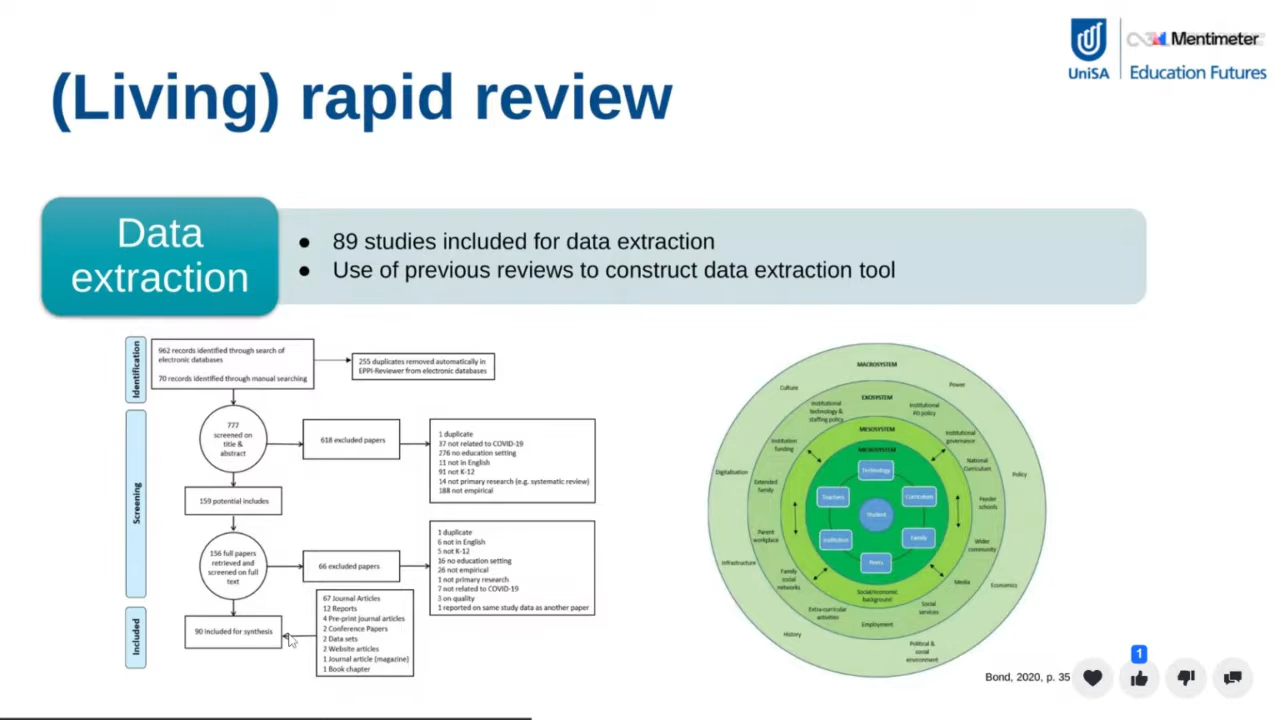 UniSA
Mentimeter
Education Futures
(Living) rapid review
Data
extraction
● 89 studies included for data extraction
● Use of previous reviews to construct data extraction tool
Identification
962 records identified through search of
electronic databases
70 records identified through manual searching
255 duplicates removed automatically in
EPPI-Reviewer from electronic databases
Screening
777
screened on
title &
abstract
618 excluded papers
1 duplicate
37 not related to COVID-19
276 no education setting
11 not in English
91 not K-12
14 not primary research (e.g. systematic review)
188 not empirical
159 potential includes
156 full papers
retrieved and
screened on full
text
66 excluded papers
1 duplicate
6 not in English
5 not K-12
16 no education setting
26 not empirical
1 not primary research
7 not related to COVID-19
3 on quality
1 reported on same study data as another paper
Included
90 included for synthesis
67 Journal Articles
12 Reports
4 Pre-print journal articles
2 Conference Papers
2 Data sets
2 Website articles
1 Journal article (magazine)
1 Book chapter
MACROSYSTEM
Culture
Power
EXOSYSTEM
Institutional
technology &
staffing policy
Institutional
PD policy
MESOSYSTEM
Institution
funding
Institutional
governance
MICROSYSTEM
Technology
National
Curriculum
Digitalisation
Policy
Extended
family
Teachers
Curriculum
Feeder
schools
Student
Parent
workplace
Institution
Family
Wider
community
Infrastructure
Peers
Family
social
networks
Media
Economics
Social/economic
background
Extra-curricular
activities
Social
services
Employment
History
Political &
social
environment
Bond, 2020, p. 35
1